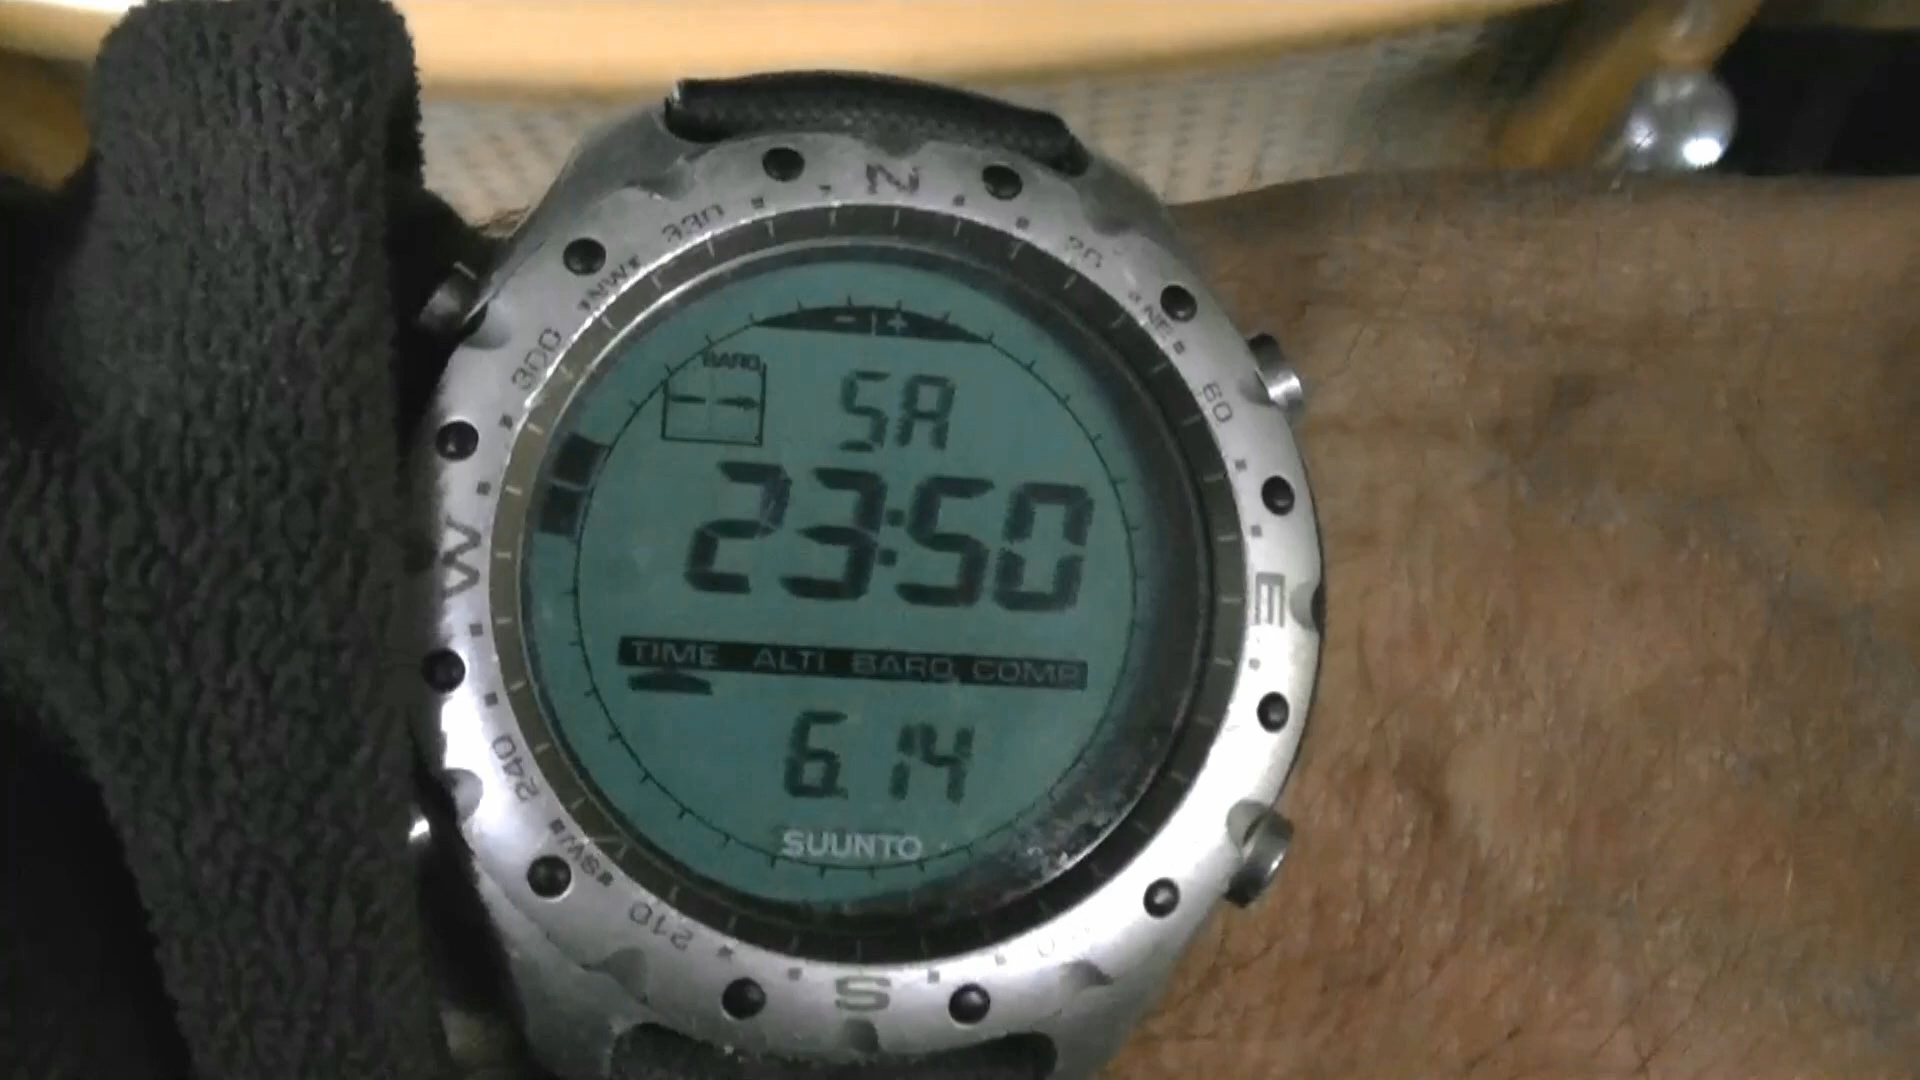 N
330
NW
NE
300
60
BARO
- +
SA
23:50
W
E
TIME ALTI BARO COMP
6.14
240
SUUNTO
SW
210
S